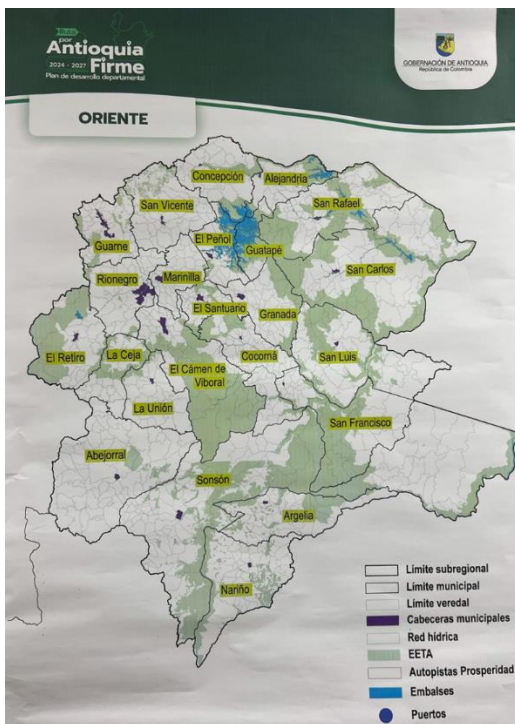 Ruta
por
Antioquia
2024 - 2027 Firme
Plan de desarrollo departamental
GOBERNACIÓN DE ANTIOQUIA
República de Colombia
ORIENTE
Concepción
Alejandría
San Vicente
San Rafael
Guarne
El Peñol
Guatapé
Rionegro
Marinilla
San Carlos
El Santuario
Granada
El Retiro
La Ceja
Cocorná
San Luis
El Cármen de
Viboral
La Unión
San Francisco
Abejorral
Sonsón
Argelia
Nariño
Límite subregional
Límite municipal
Límite veredal
Cabeceras municipales
Red hídrica
EETA
Autopistas Prosperidad
Embalses
Puertos